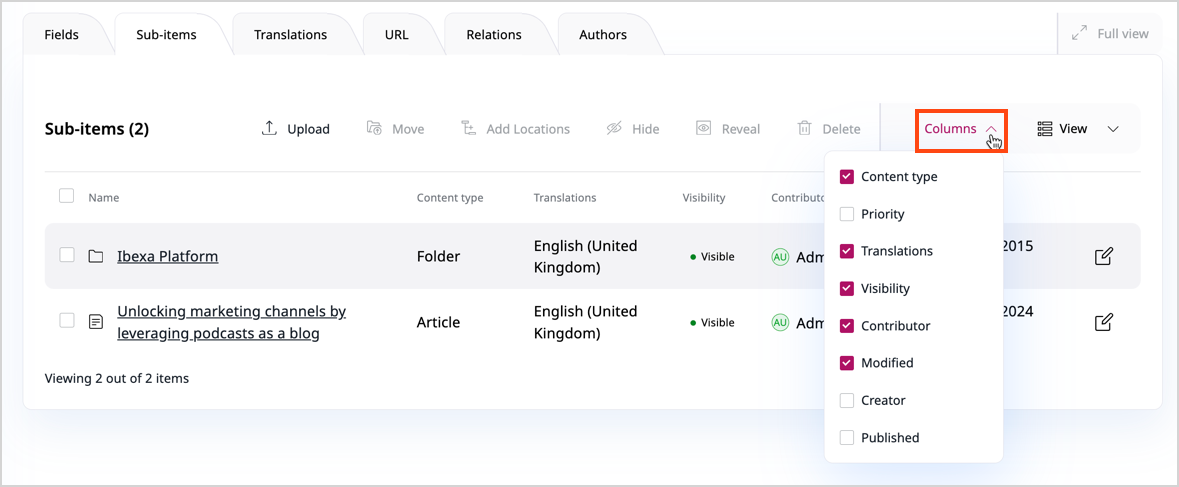 Fields
Sub-items
Translations
URL
Relations
Authors
Full view
Sub-items (2)
Upload
Move
Add Locations
Hide
Reveal
Delete
Columns
View
Name
Content type
Translations
Visibility
Ibexa Platform
Folder
English (United
Kingdom)
Visible
AU
2015
Unlocking marketing channels by
leveraging podcasts as a blog
Article
English (United
Kingdom)
Visible
AU
2024
Viewing 2 out of 2 items
Content type
Priority
Translations
Visibility
Contributor
Modified
Creator
Published